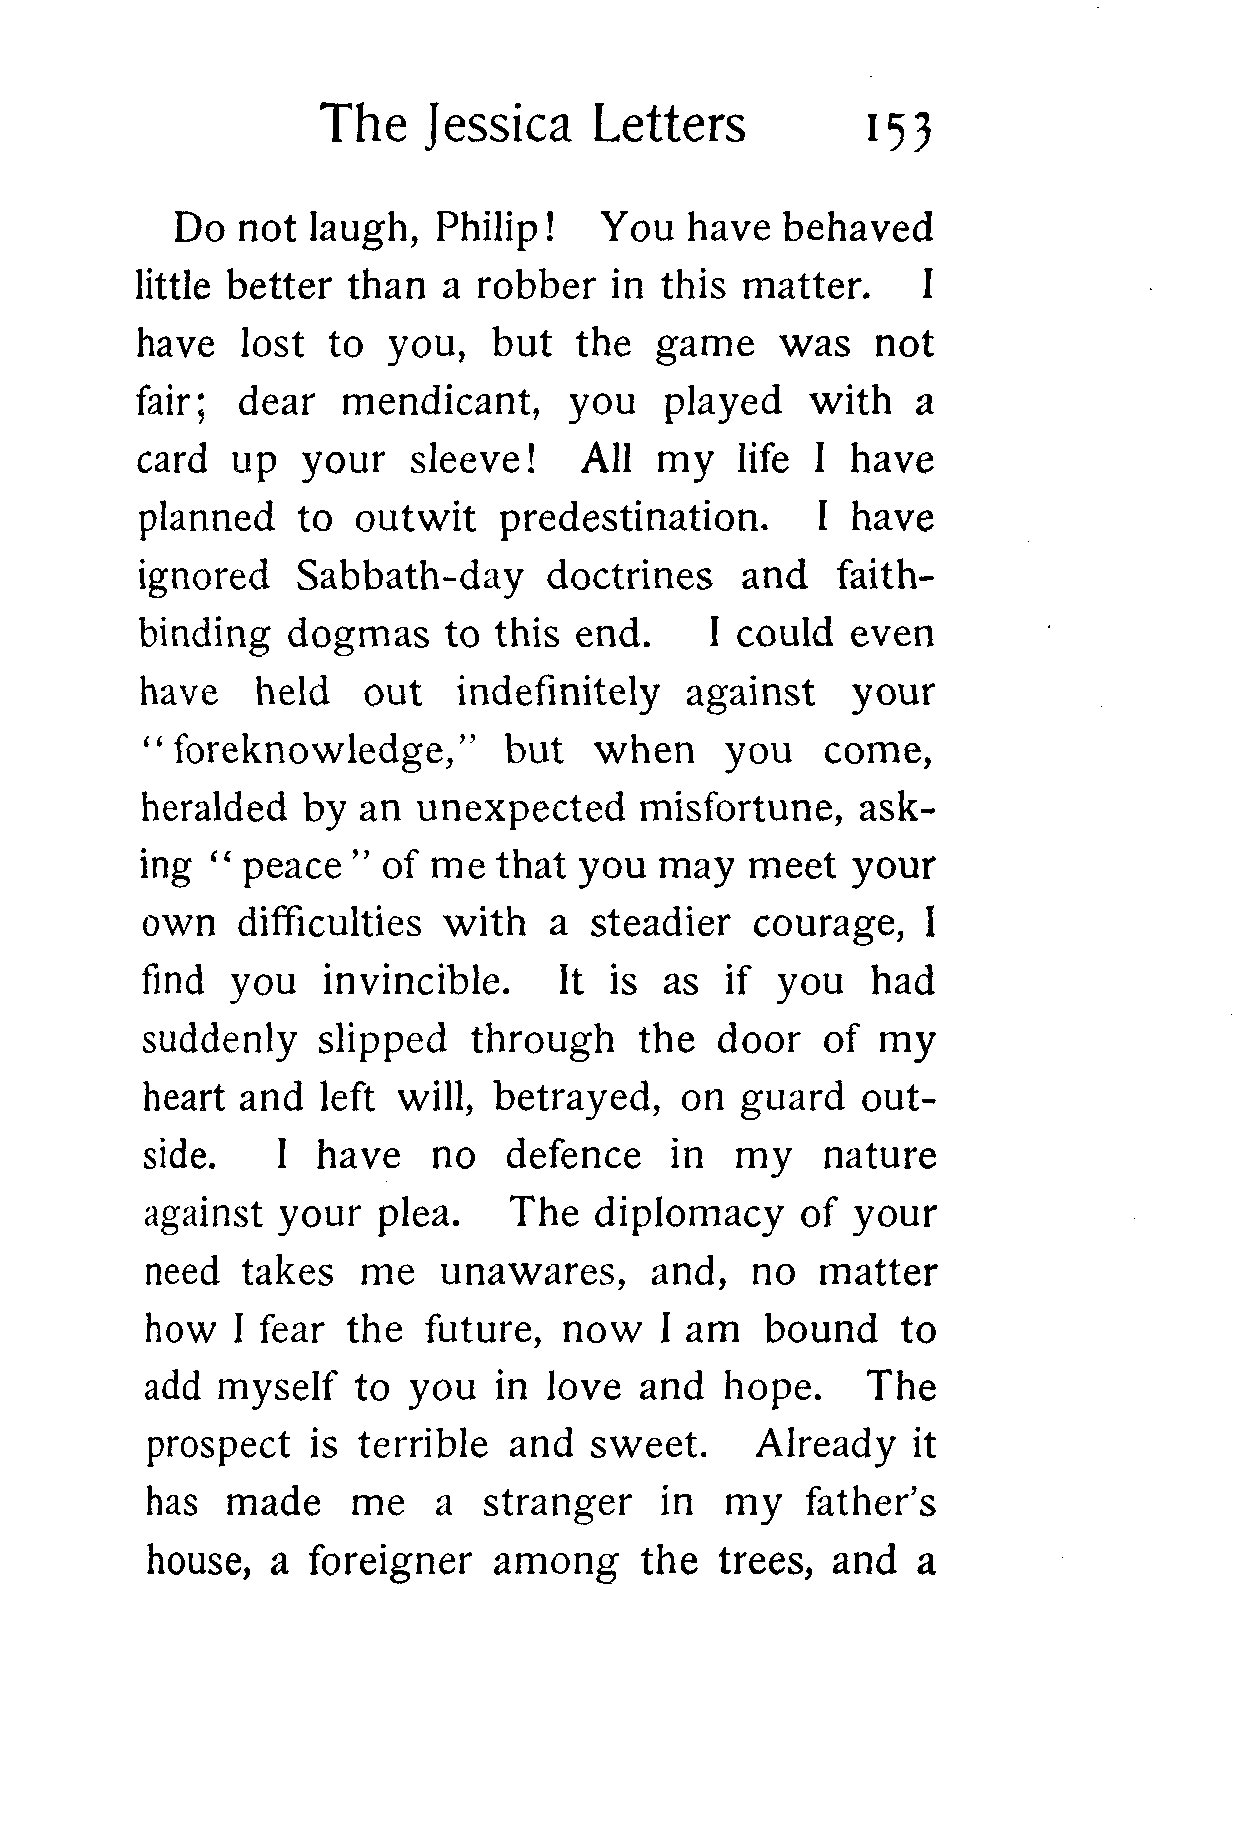 The Jessica Letters 153
Do not laugh, Philip! You have behaved
little better than a robber in this matter. I
have lost to you, but the game was not
fair; dear mendicant, you played with a
card up your sleeve! All my life I have
planned to outwit predestination. I have
ignored Sabbath-day doctrines and faith-
binding dogmas to this end. I could even
have held out indefinitely against your
“foreknowledge,” but when you come,
heralded by an unexpected misfortune, ask-
ing “peace” of me that you may meet your
own difficulties with a steadier courage, I
find you invincible. It is as if you had
suddenly slipped through the door of my
heart and left will, betrayed, on guard out-
side. I have no defence in my nature
against your plea. The diplomacy of your
need takes me unawares, and, no matter
how I fear the future, now I am bound to
add myself to you in love and hope. The
prospect is terrible and sweet. Already it
has made me a stranger in my father's
house, a foreigner among the trees, and a